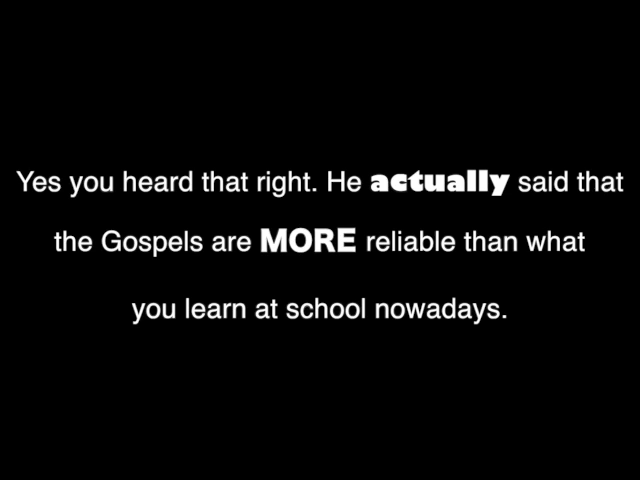 Yes you heard that right. He actually said that
the Gospels are MORE reliable than what
you learn at school nowadays.